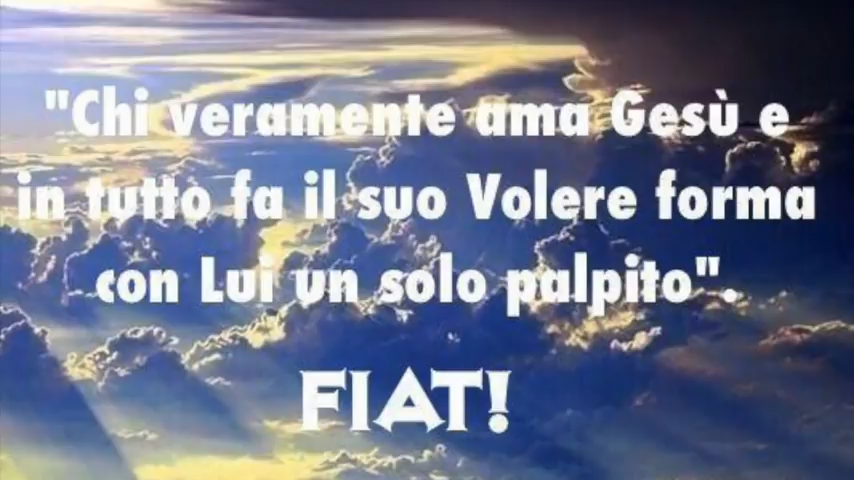 "Chi veramente ama Gesù e
in tutto fa il suo Volere forma
con Lui un solo palpito".
FIAT!